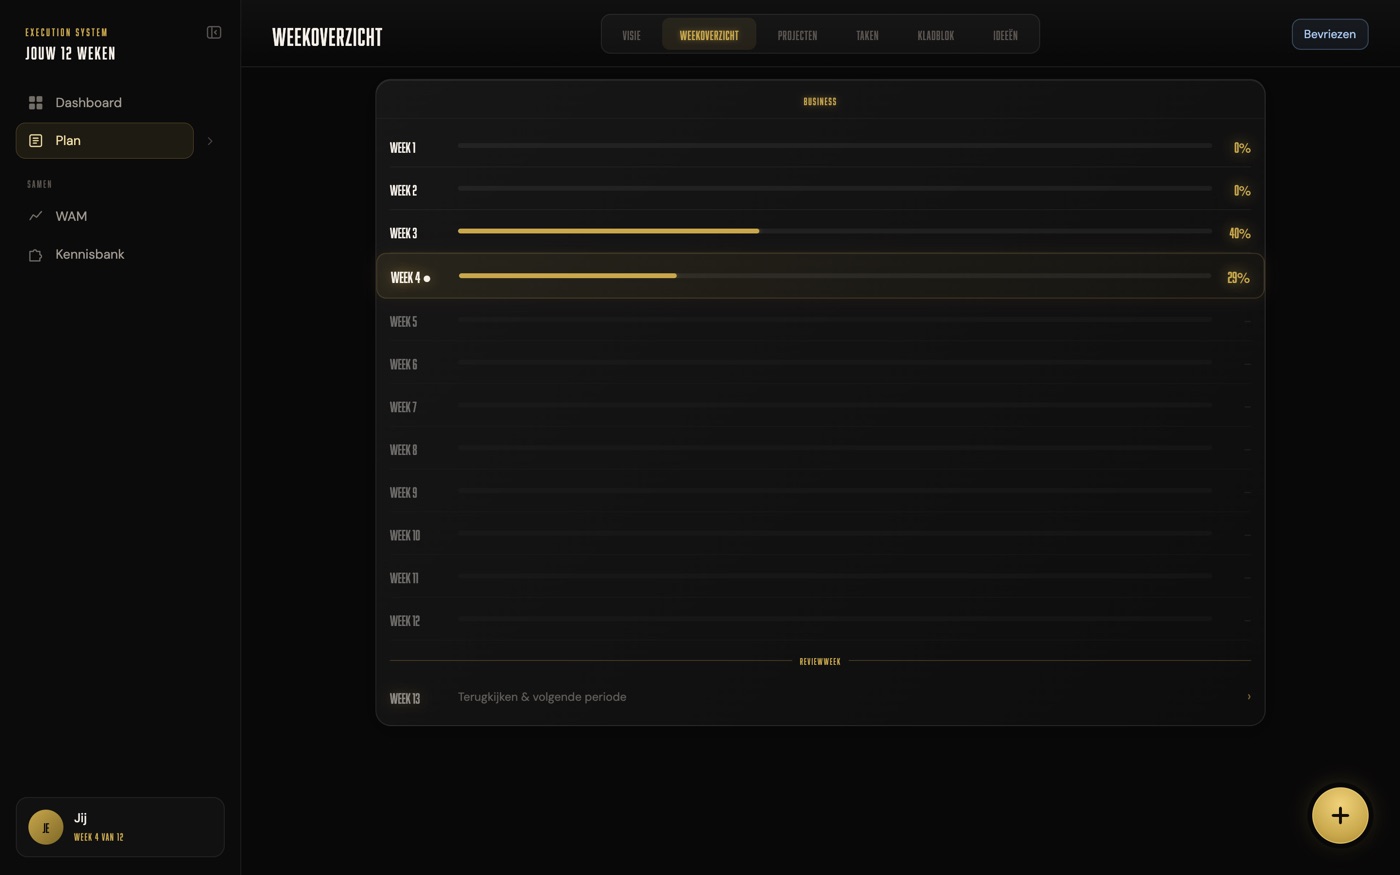 EXECUTION SYSTEM
JOUW 12 WEKEN
Dashboard
Plan
SAMEN
WAM
Kennisbank
Jij
JE
WEEK 4 VAN 12
WEEKOVERZICHT
VISIE
WEEKOVERZICHT
PROJECTEN
TAKEN
KLADBLOK
IDEEËN
Bevriezen
BUSINESS
WEEK 1 0%
WEEK 2 0%
WEEK 3 40%
WEEK 4 29%
WEEK 5 –
WEEK 6 –
WEEK 7 –
WEEK 8 –
WEEK 9 –
WEEK 10 –
WEEK 11 –
WEEK 12 –
REVIEWWEEK
WEEK 13 Terugkijken & volgende periode ›